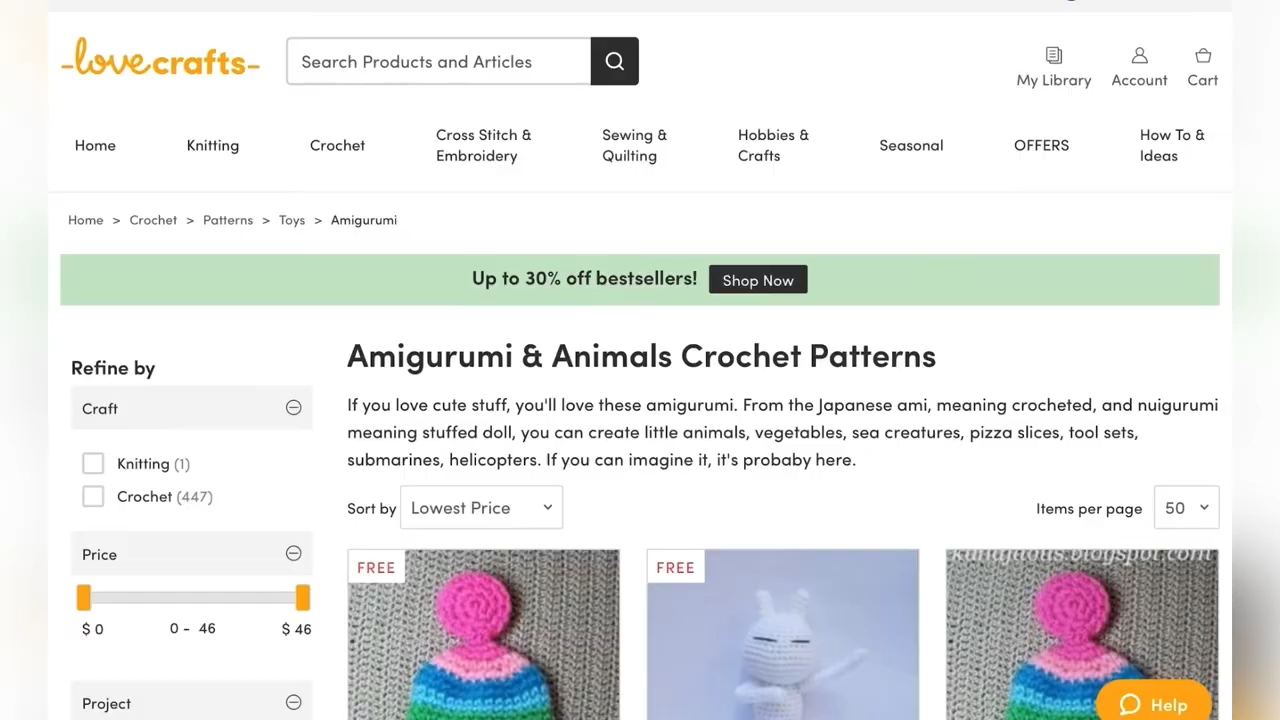 -lovecrafts-
Search Products and Articles
My Library
Account
Cart
Home
Knitting
Crochet
Cross Stitch &
Embroidery
Sewing &
Quilting
Hobbies &
Crafts
Seasonal
OFFERS
How To &
Ideas
Home > Crochet > Patterns > Toys > Amigurumi
Up to 30% off bestsellers!
Shop Now
Refine by
Craft
Knitting (1)
Crochet (447)
Price
$ 0
0 - 46
$ 46
Project
Amigurumi & Animals Crochet Patterns
If you love cute stuff, you'll love these amigurumi. From the Japanese ami, meaning crocheted, and nuigurumi
meaning stuffed doll, you can create little animals, vegetables, sea creatures, pizza slices, tool sets,
submarines, helicopters. If you can imagine it, it's probaby here.
Sort by
Lowest Price
Items per page
50
FREE
FREE
Help